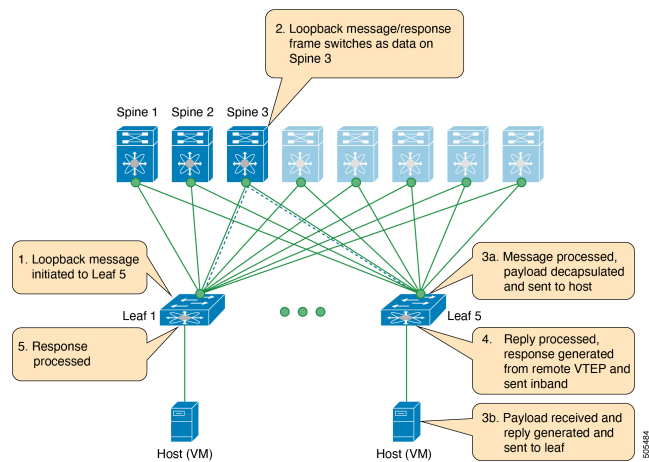 2. Loopback message/response
frame switches as data on
Spine 3
Spine 1
Spine 2
Spine 3
1. Loopback message
initiated to Leaf 5
3a. Message processed,
payload decapsulated
and sent to host
Leaf 1
Leaf 5
5. Response
processed
4. Reply processed,
response generated
from remote VTEP and
sent inband
3b. Payload received and
reply generated and
sent to leaf
Host (VM)
Host (VM)
505484